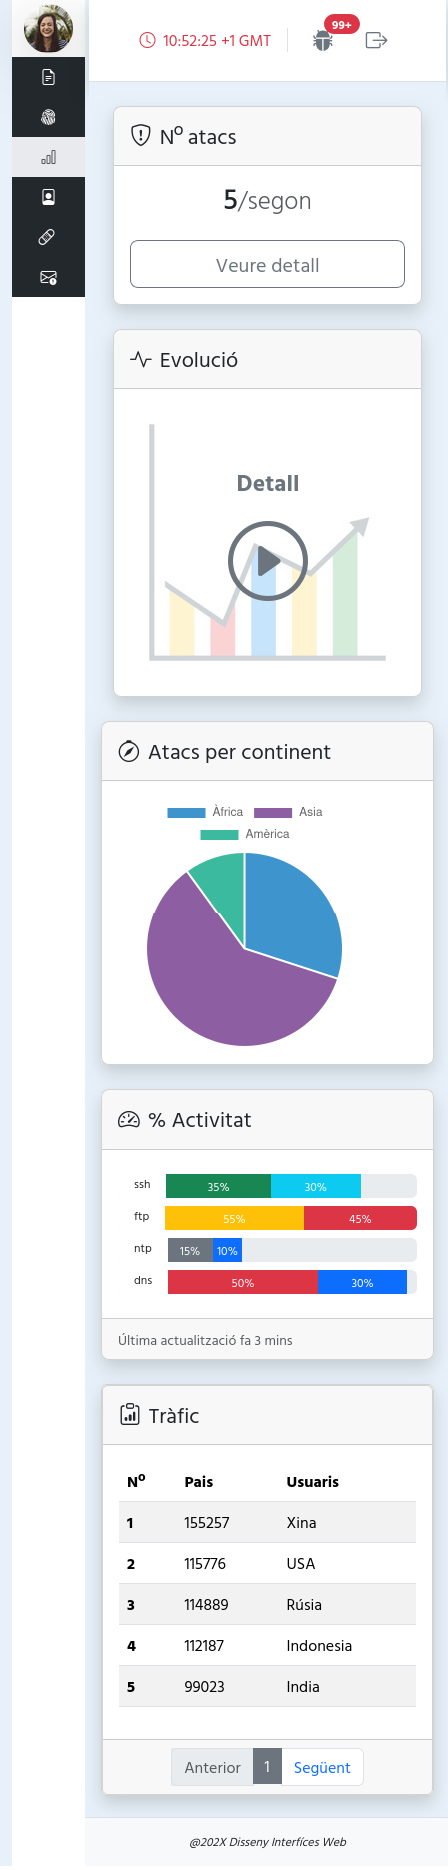 10:52:25 +1 GMT
99+
Nº atacs
5/segon
Veure detall
Evolució
Detall
Atacs per continent
Àfrica Asia
Amèrica
% Activitat
ssh 35% 30%
ftp 55% 45%
ntp 15% 10%
dns 50% 30%
Última actualització fa 3 mins
Tràfic
Nº Pais Usuaris
1 155257 Xina
2 115776 USA
3 114889 Rúsia
4 112187 Indonesia
5 99023 India
Anterior 1 Següent
@202X Disseny Interfíces Web